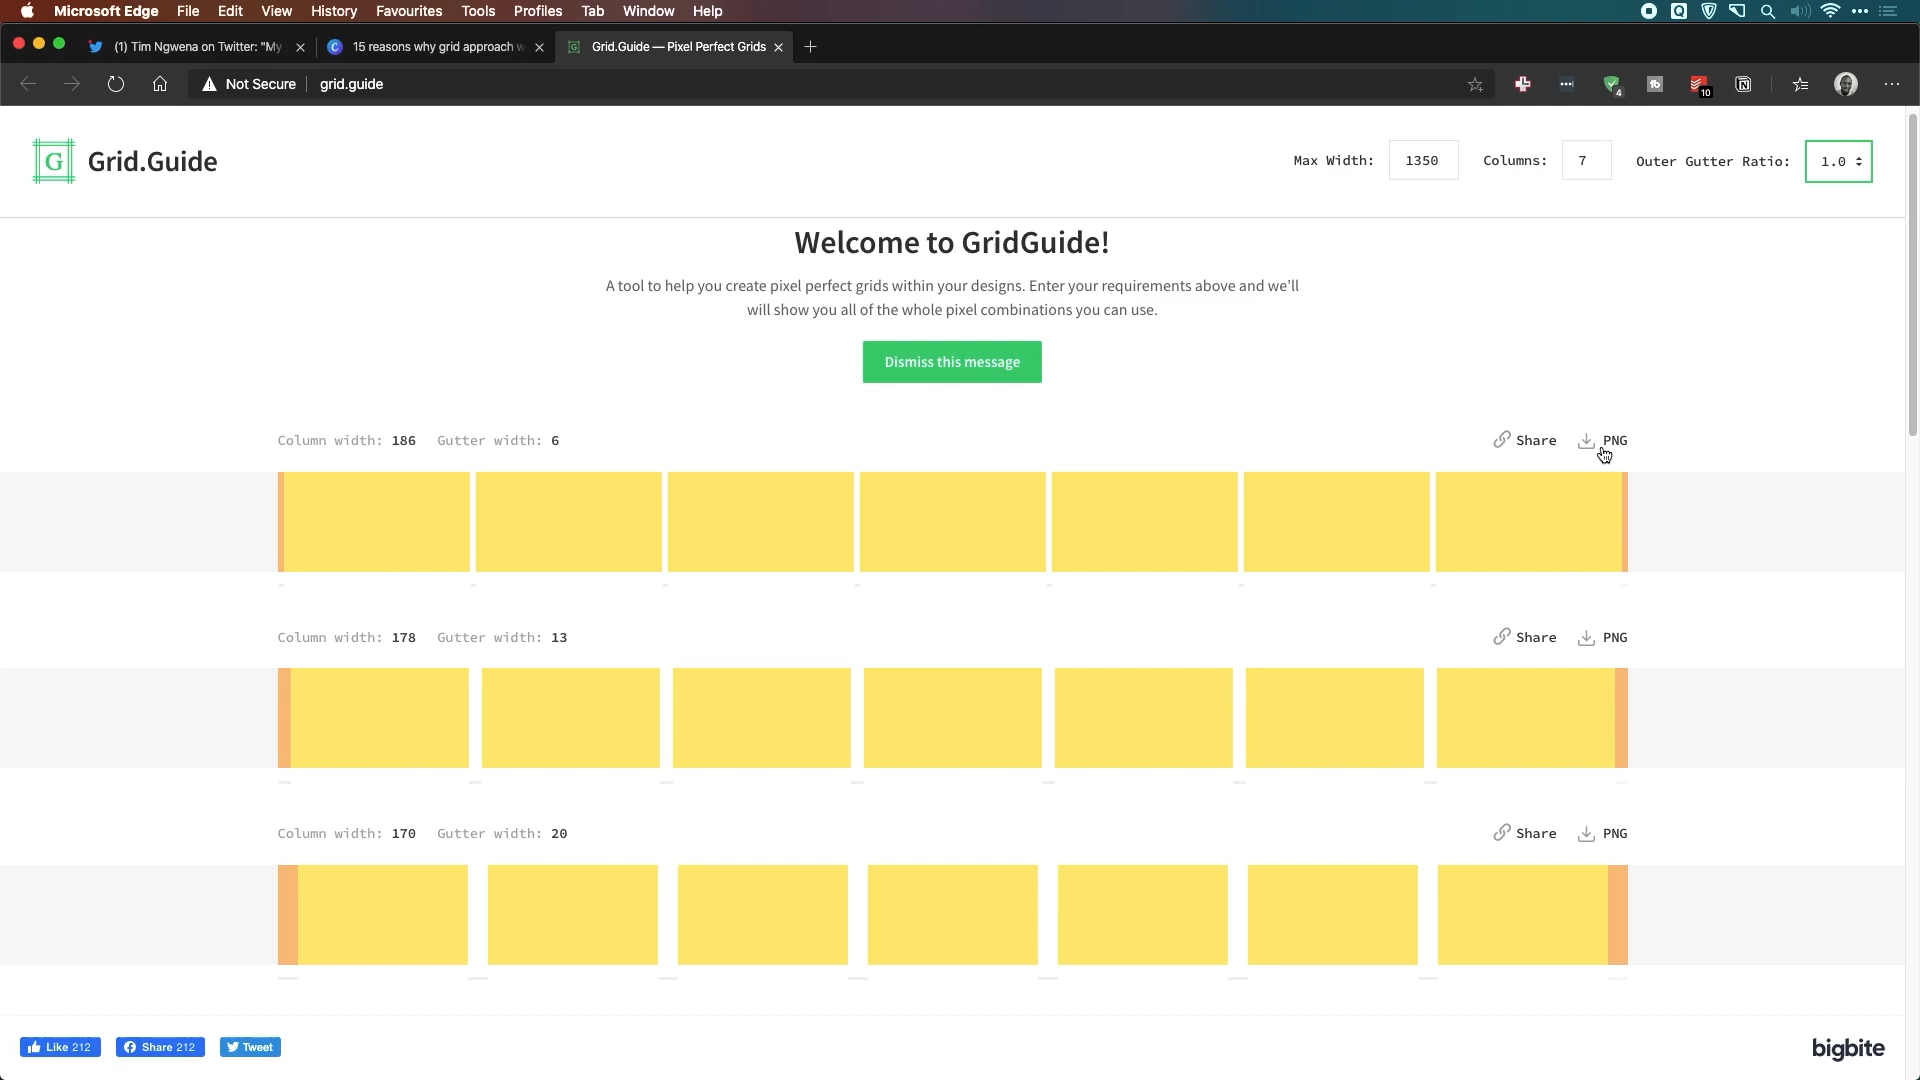 Microsoft Edge File Edit View History Favourites Tools Profiles Tab Window Help
(1) Tim Ngwena on Twitter: "My
15 reasons why grid approach w
Grid.Guide — Pixel Perfect Grids
Not Secure grid.guide
4
10
G Grid.Guide
Max Width: 1350 Columns: 7 Outer Gutter Ratio: 1.0
Welcome to GridGuide!
A tool to help you create pixel perfect grids within your designs. Enter your requirements above and we'll
will show you all of the whole pixel combinations you can use.
Dismiss this message
Column width: 186 Gutter width: 6 Share PNG
Column width: 178 Gutter width: 13 Share PNG
Column width: 170 Gutter width: 20 Share PNG
Like 212 Share 212 Tweet
bigbite